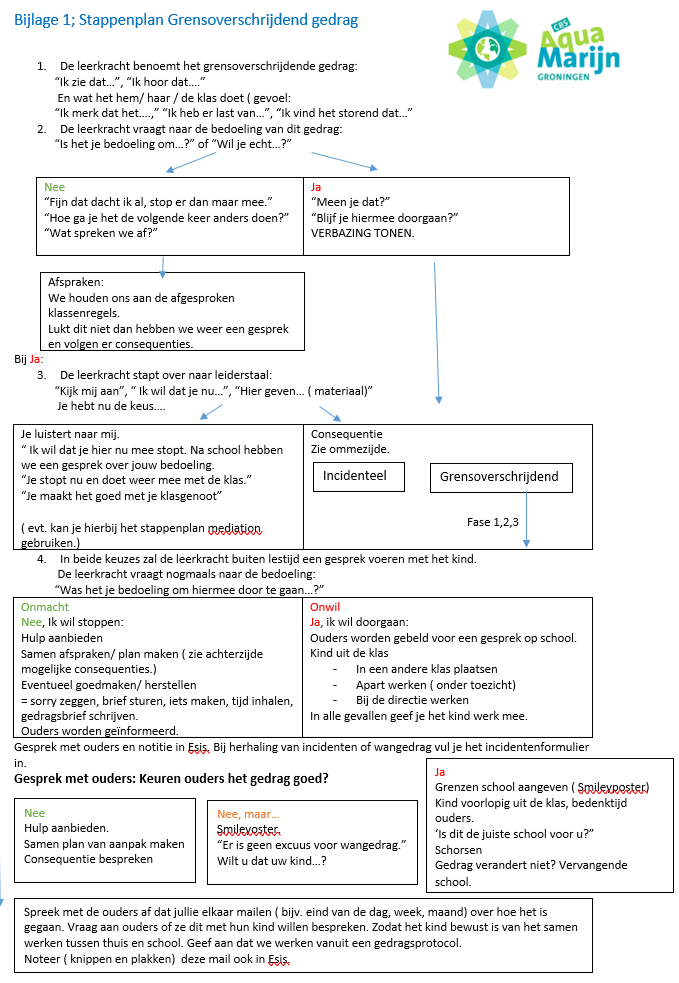 Bijlage 1; Stappenplan Grensoverschrijdend gedrag
CBS
Aqua
Marijn
GRONINGEN
1. De leerkracht benoemt het grensoverschrijdende gedrag:
“Ik zie dat…”, “Ik hoor dat….”
En wat het hem/ haar / de klas doet ( gevoel:
“Ik merk dat het….,” “Ik heb er last van…”, “Ik vind het storend dat…”
2. De leerkracht vraagt naar de bedoeling van dit gedrag:
“Is het je bedoeling om…?” of “Wil je echt…?”
Nee
“Fijn dat dacht ik al, stop er dan maar mee.”
“Hoe ga je het de volgende keer anders doen?”
“Wat spreken we af?”
Ja
“Meen je dat?”
“Blijf je hiermee doorgaan?”
VERBAZING TONEN.
Afspraken:
We houden ons aan de afgesproken
klassenregels.
Lukt dit niet dan hebben we weer een gesprek
en volgen er consequenties.
Bij Ja:
3. De leerkracht stapt over naar leiderstaal:
“Kijk mij aan”, “ Ik wil dat je nu…”, “Hier geven… ( materiaal)”
Je hebt nu de keus….
Je luistert naar mij.
“ Ik wil dat je hier nu mee stopt. Na school hebben
we een gesprek over jouw bedoeling.
“Je stopt nu en doet weer mee met de klas.”
“Je maakt het goed met je klasgenoot”
( evt. kan je hierbij het stappenplan mediation
gebruiken.)
Consequentie
Zie ommezijde.
Incidenteel
Grensoverschrijdend
Fase 1,2,3
4. In beide keuzes zal de leerkracht buiten lestijd een gesprek voeren met het kind.
De leerkracht vraagt nogmaals naar de bedoeling:
“Was het je bedoeling om hiermee door te gaan…?”
Onmacht
Nee, Ik wil stoppen:
Hulp aanbieden
Samen afspraken/ plan maken ( zie achterzijde
mogelijke consequenties.)
Eventueel goedmaken/ herstellen
= sorry zeggen, brief sturen, iets maken, tijd inhalen,
gedragsbrief schrijven.
Ouders worden geïnformeerd.
Onwil
Ja, ik wil doorgaan:
Ouders worden gebeld voor een gesprek op school.
Kind uit de klas
- In een andere klas plaatsen
- Apart werken ( onder toezicht)
- Bij de directie werken
In alle gevallen geef je het kind werk mee.
Gesprek met ouders en notitie in Esis. Bij herhaling van incidenten of wangedrag vul je het incidentenformulier
in.
Gesprek met ouders: Keuren ouders het gedrag goed?
Nee
Hulp aanbieden.
Samen plan van aanpak maken
Consequentie bespreken
Nee, maar…
Smileyoster.
“Er is geen excuus voor wangedrag.”
Wilt u dat uw kind…?
Ja
Grenzen school aangeven ( Smileyposter)
Kind voorlopig uit de klas, bedenktijd
ouders.
‘Is dit de juiste school voor u?”
Schorsen
Gedrag verandert niet? Vervangende
school.
Spreek met de ouders af dat jullie elkaar mailen ( bijv. eind van de dag, week, maand) over hoe het is
gegaan. Vraag aan ouders of ze dit met hun kind willen bespreken. Zodat het kind bewust is van het samen
werken tussen thuis en school. Geef aan dat we werken vanuit een gedragsprotocol.
Noteer ( knippen en plakken) deze mail ook in Esis.